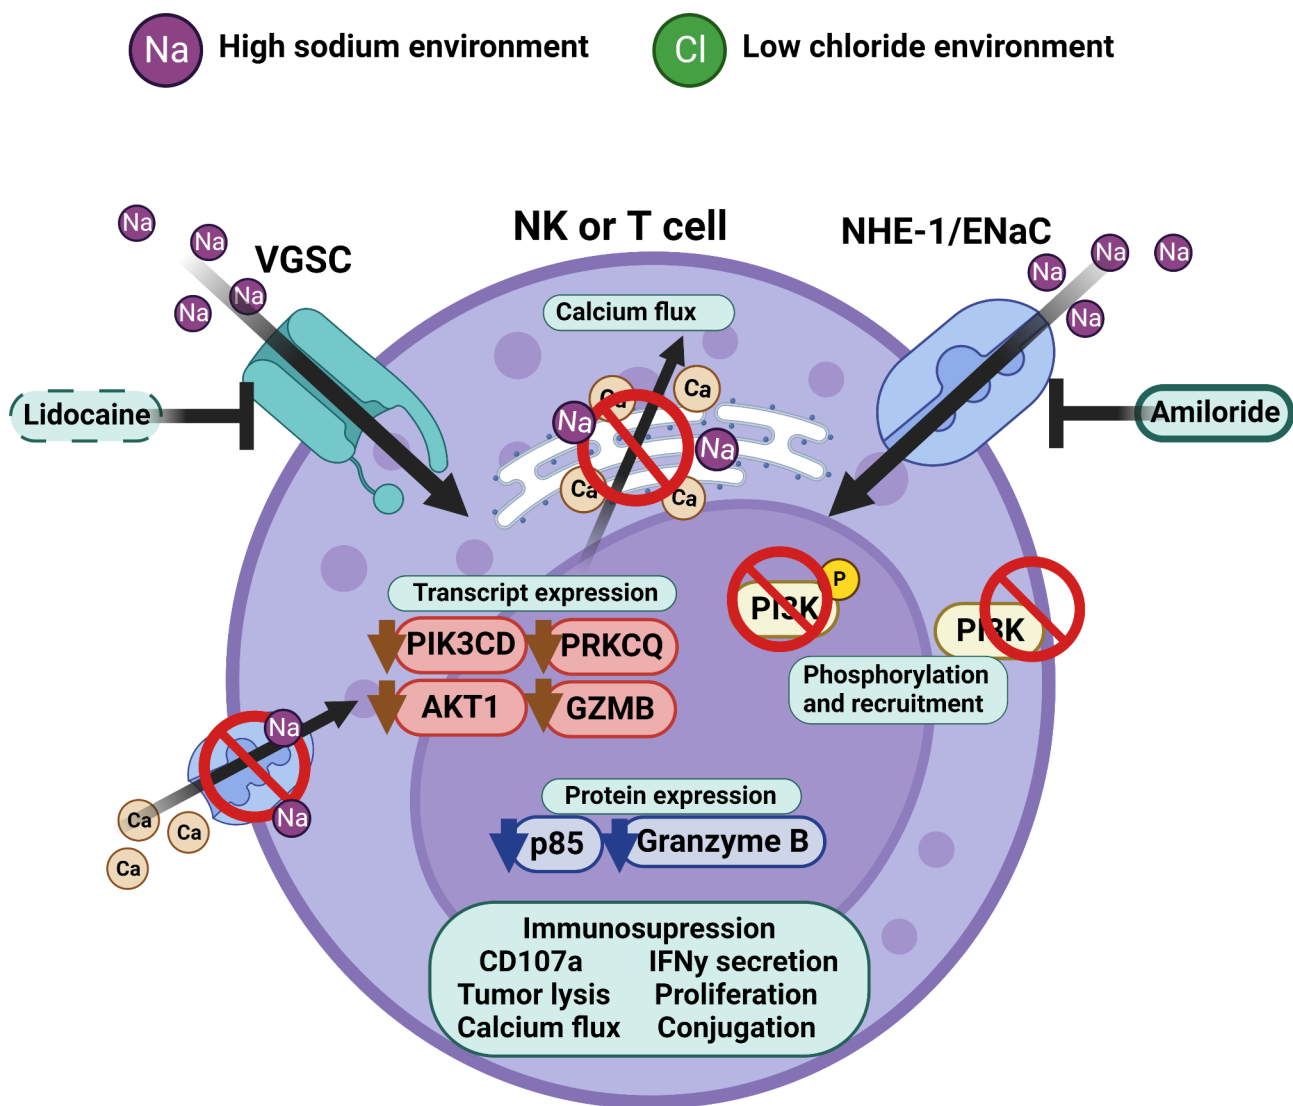 Na High sodium environment
Cl Low chloride environment
NK or T cell
VGSC
NHE-1/ENaC
Na
Na
Na
Na
Na
Na
Na
Na
Calcium flux
Lidocaine
Amiloride
Ca
Ca
Na
Na
Ca
Ca
Transcript expression
PIK3CD
PRKCQ
AKT1
GZMB
PI3K
P
PI3K
Phosphorylation
and recruitment
Na
Na
Ca
Ca
Ca
Protein expression
p85
Granzyme B
Immunosupression
CD107a IFNy secretion
Tumor lysis Proliferation
Calcium flux Conjugation